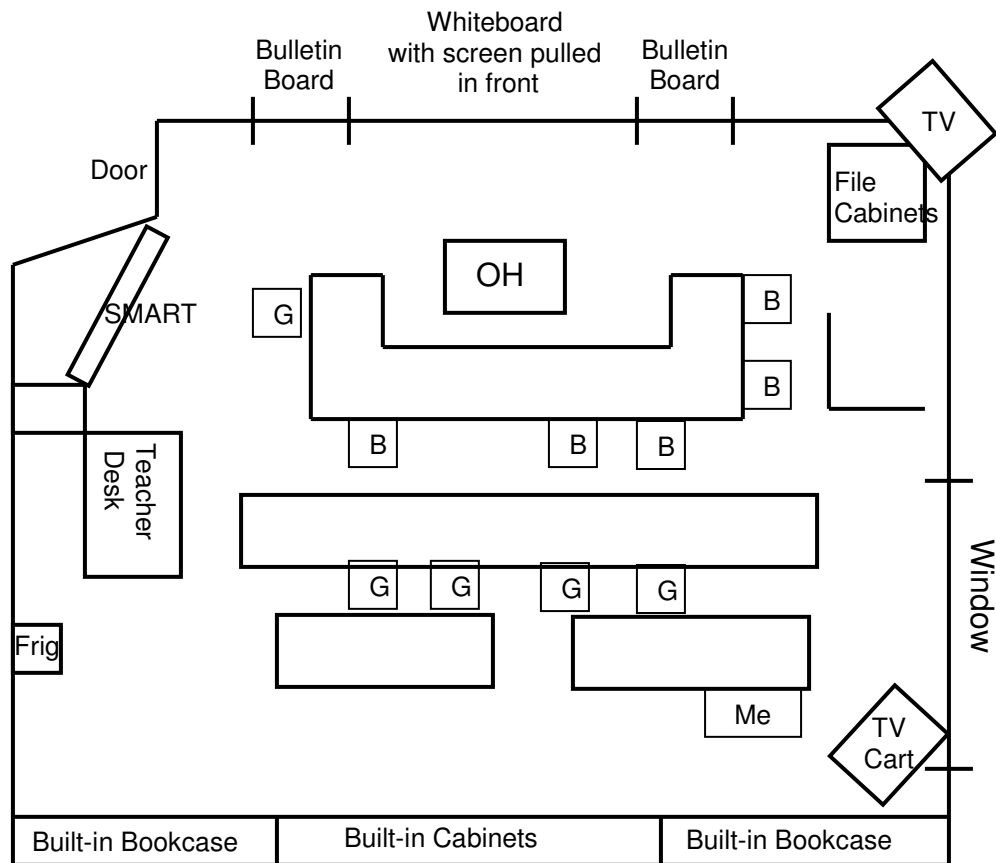 Whiteboard
with screen pulled
in front
Bulletin
Board
Bulletin
Board
TV
Door
File
Cabinets
OH
SMART
G
B
B
B
B
B
Teacher
Desk
Window
G
G
G
G
Frig
Me
TV
Cart
Built-in Bookcase
Built-in Cabinets
Built-in Bookcase